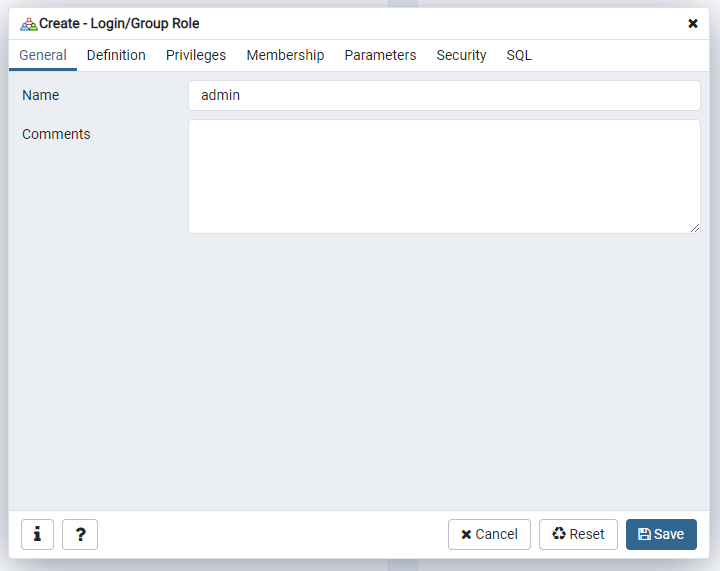 Create - Login/Group Role
General Definition Privileges Membership Parameters Security SQL
Name admin
Comments
i ? Cancel Reset Save